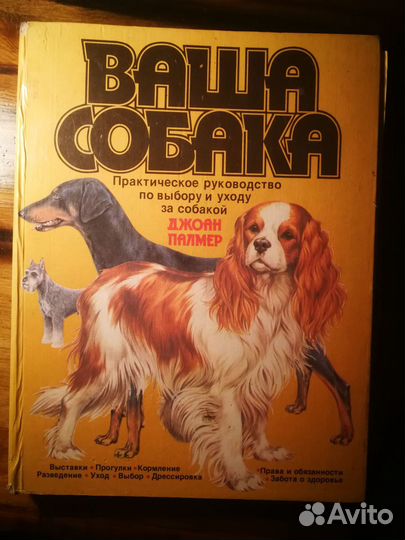 ВАША
СОБАКА
Практическое руководство
по выбору и уходу
за собакой
ДЖОАН
ПАЛМЕР
Выставки • Прогулки • Кормление
Разведение • Уход • Выбор • Дрессировка
• Права и обязанности
• Забота о здоровье
Avito